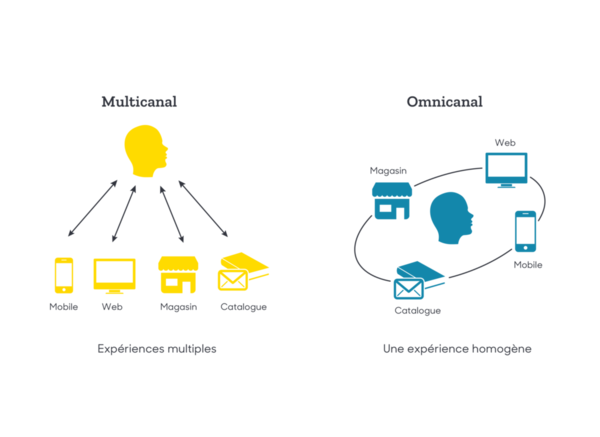 Multicanal
Mobile
Web
Magasin
Catalogue
Expériences multiples
Omnicanal
Web
Magasin
Mobile
Catalogue
Une expérience homogène